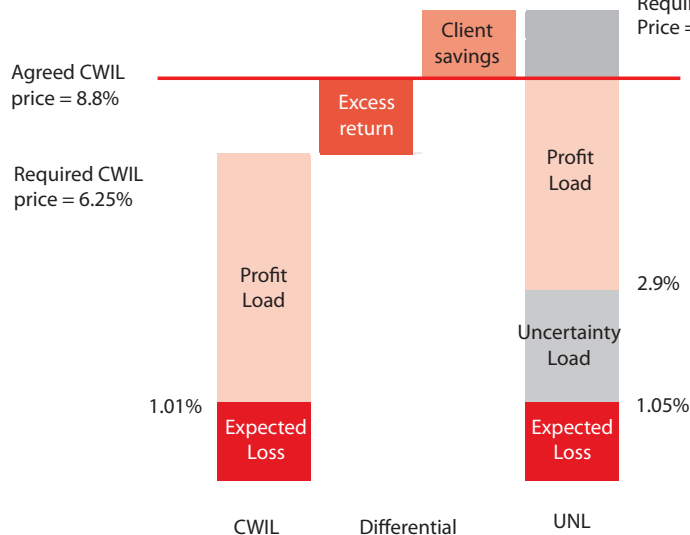 Price =
Client
savings
Agreed CWIL
price = 8.8%
Excess
return
Profit
Load
Required CWIL
price = 6.25%
Profit
Load
2.9%
Uncertainty
Load
1.01%
1.05%
Expected
Loss
Expected
Loss
CWIL
Differential
UNL